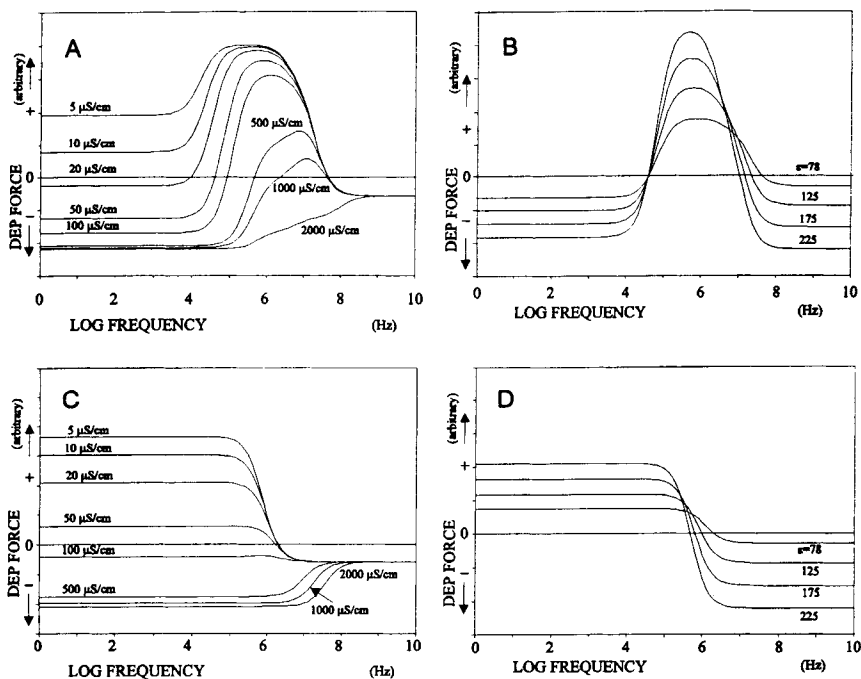 A
(arbitrary)
+
0
−
DEP FORCE
5 µS/cm
10 µS/cm
20 µS/cm
50 µS/cm
100 µS/cm
500 µS/cm
1000 µS/cm
2000 µS/cm
0 2 4 6 8 10
LOG FREQUENCY (Hz)
B
(arbitrary)
+
0
−
DEP FORCE
s=78
125
175
225
0 2 4 6 8 10
LOG FREQUENCY (Hz)
C
(arbitrary)
+
0
−
DEP FORCE
5 µS/cm
10 µS/cm
20 µS/cm
50 µS/cm
100 µS/cm
500 µS/cm
2000 µS/cm
1000 µS/cm
0 2 4 6 8 10
LOG FREQUENCY (Hz)
D
(arbitrary)
+
0
−
DEP FORCE
s=78
125
175
225
0 2 4 6 8 10
LOG FREQUENCY (Hz)